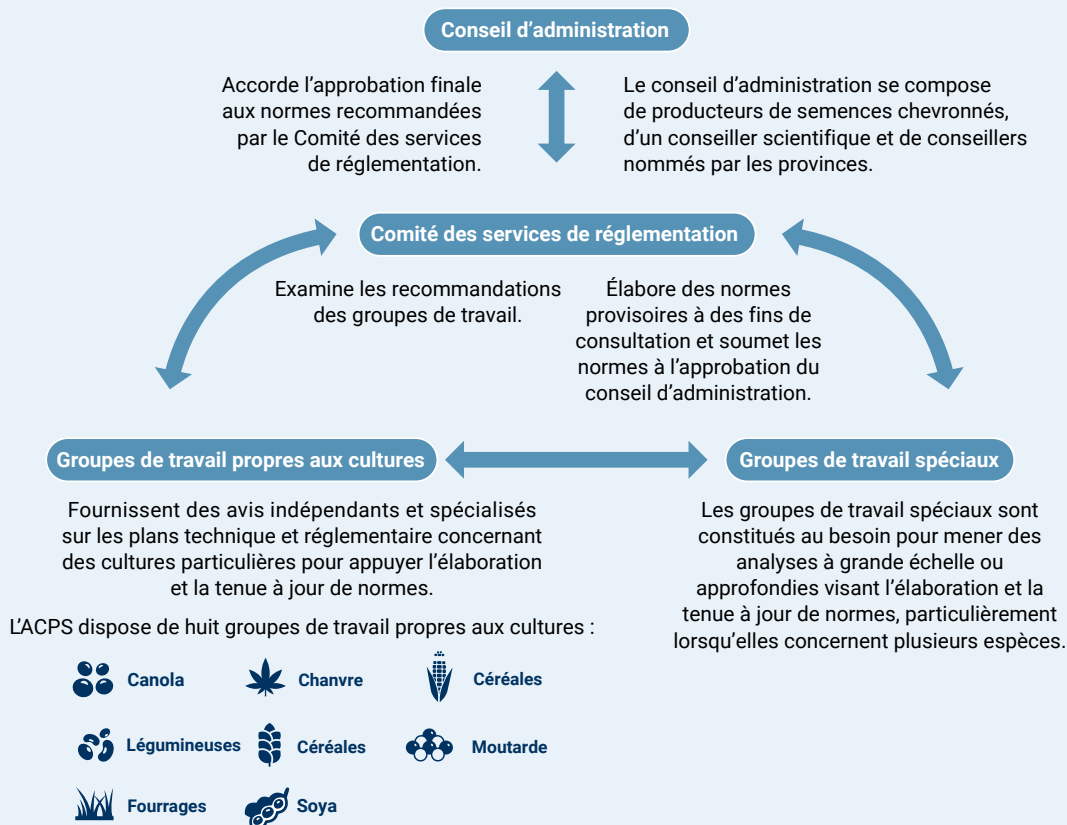 Conseil d’administration
Accorde l’approbation finale
aux normes recommandées
par le Comité des services
de réglementation.
Le conseil d’administration se compose
de producteurs de semences chevronnés,
d’un conseiller scientifique et de conseillers
nommés par les provinces.
Comité des services de réglementation
Examine les recommandations
des groupes de travail.
Élabore des normes
provisoires à des fins de
consultation et soumet les
normes à l’approbation du
conseil d’administration.
Groupes de travail propres aux cultures
Fournissent des avis indépendants et spécialisés
sur les plans technique et réglementaire concernant
des cultures particulières pour appuyer l’élaboration
et la tenue à jour de normes.
L’ACPS dispose de huit groupes de travail propres aux cultures :
Canola
Chanvre
Céréales
Légumineuses
Céréales
Moutarde
Fourrages
Soya
Groupes de travail spéciaux
Les groupes de travail spéciaux sont
constitués au besoin pour mener des
analyses à grande échelle ou
approfondies visant l’élaboration et la
tenue à jour de normes, particulièrement
lorsqu’elles concernent plusieurs espèces.